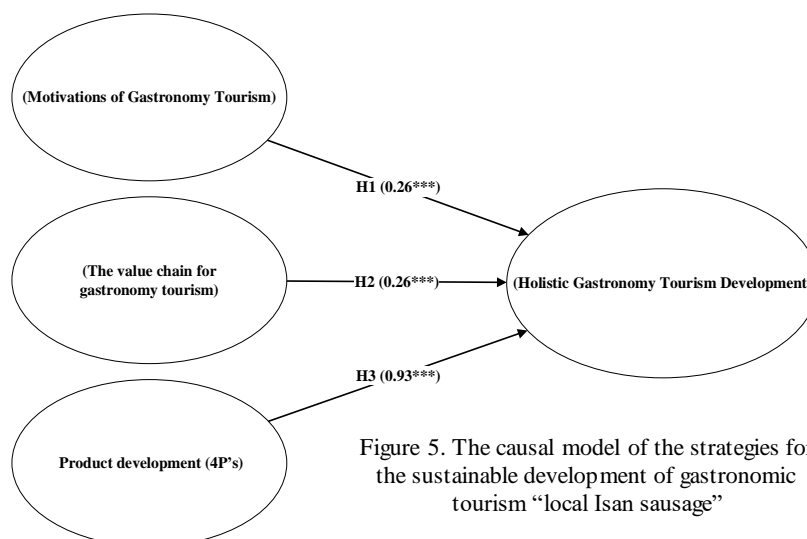 (Motivations of Gastronomy Tourism)
H1 (0.26***)
(The value chain for
gastronomy tourism)
H2 (0.26***)
(Holistic Gastronomy Tourism Development
H3 (0.93***)
Product development (4P's)
Figure 5. The causal model of the strategies fo
the sustainable development of gastronomic
tourism “local Isan sausage”